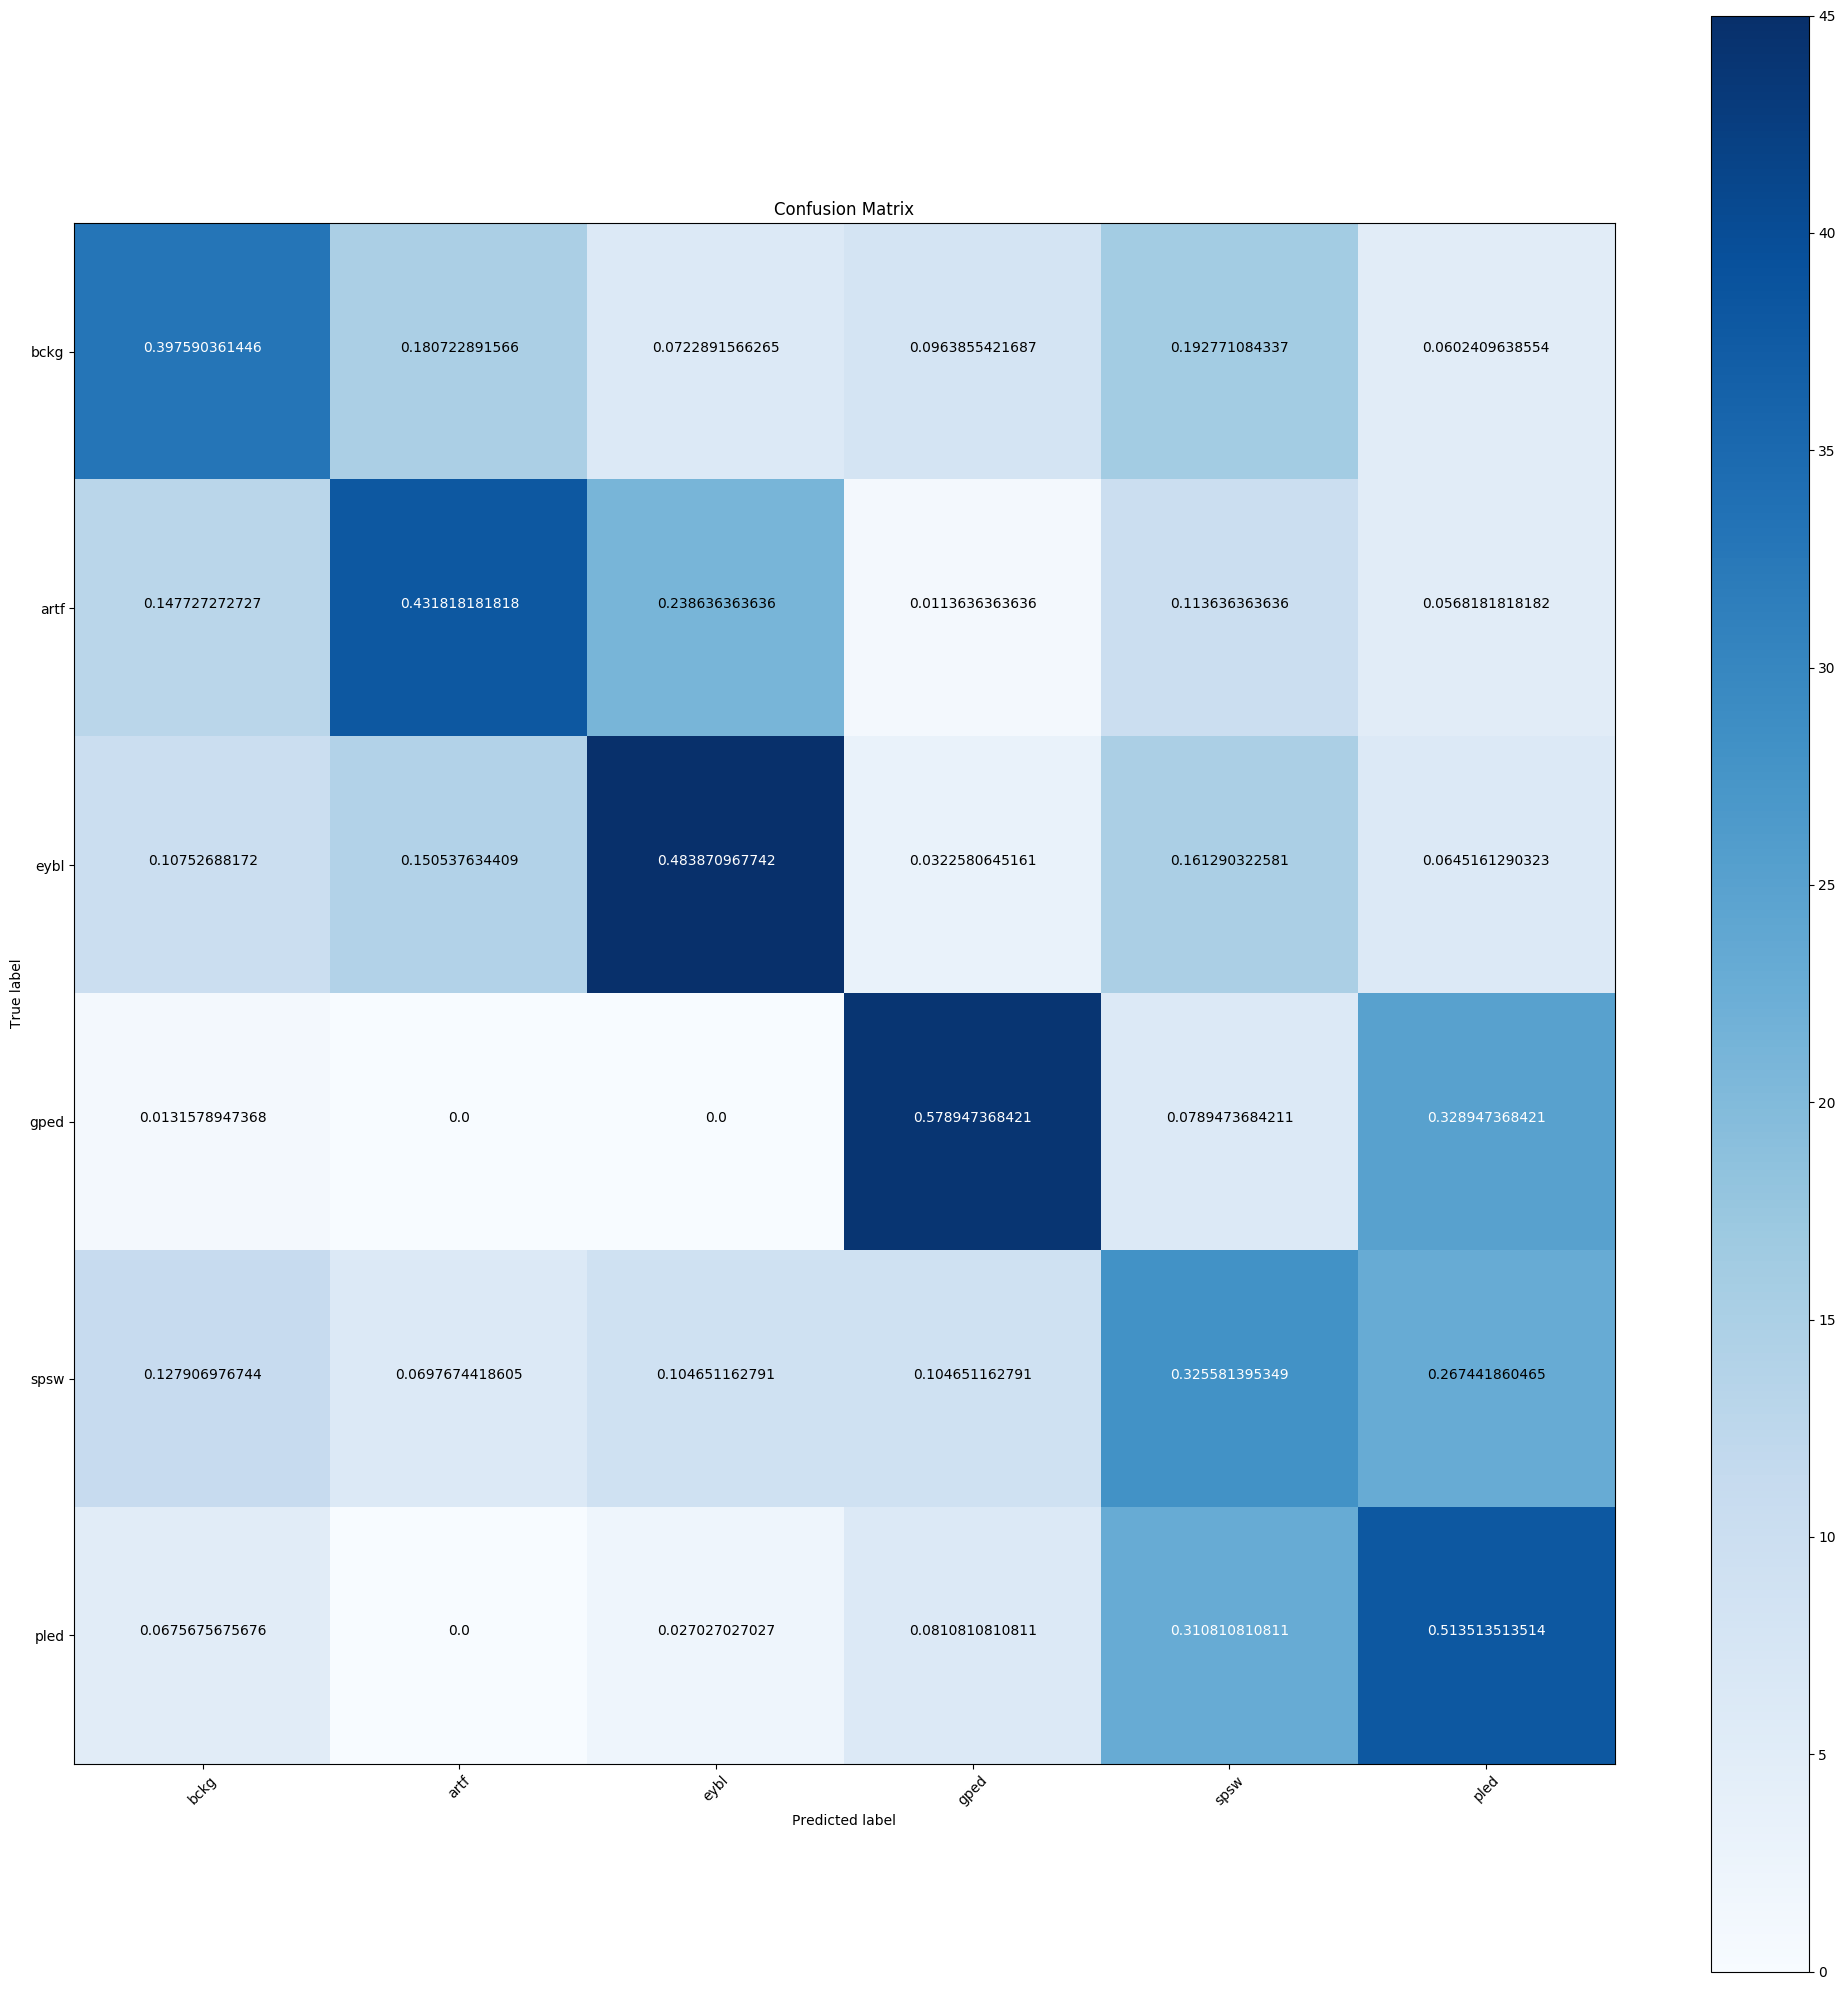 Confusion Matrix
bckg 0.397590361446 0.180722891566 0.0722891566265 0.0963855421687 0.192771084337 0.0602409638554
artf 0.147727272727 0.431818181818 0.238636363636 0.0113636363636 0.113636363636 0.0568181818182
eybl 0.10752688172 0.150537634409 0.483870967742 0.0322580645161 0.161290322581 0.0645161290323
gped 0.0131578947368 0.0 0.0 0.578947368421 0.0789473684211 0.328947368421
spsw 0.127906976744 0.0697674418605 0.104651162791 0.104651162791 0.325581395349 0.267441860465
pled 0.0675675675676 0.0 0.027027027027 0.0810810810811 0.310810810811 0.513513513514
True label
bckg artf eybl gped spsw pled
Predicted label
45
40
35
30
25
20
15
10
5
0